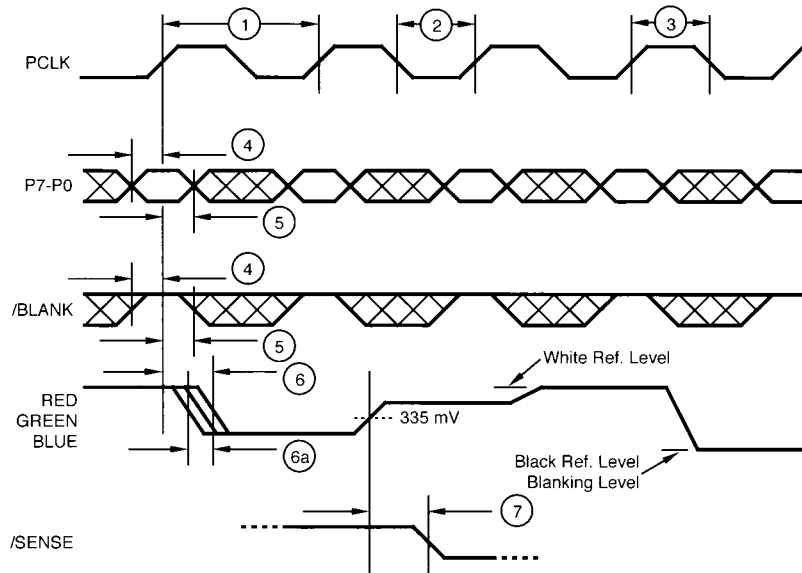 1
2
3
PCLK
4
P7-P0
5
4
/BLANK
5
White Ref. Level
6
RED
GREEN
BLUE
335 mV
6a
Black Ref. Level
Blanking Level
7
/SENSE